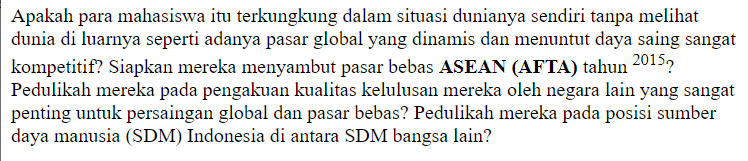 Apakah para mahasiswa itu terkungkung dalam situasi dunianya sendiri tanpa melihat
dunia di luarnya seperti adanya pasar global yang dinamis dan menuntut daya saing sangat
kompetitif? Siapkan mereka menyambut pasar bebas ASEAN (AFTA) tahun 2015?
Pedulikah mereka pada pengakuan kualitas kelulusan mereka oleh negara lain yang sangat
penting untuk persaingan global dan pasar bebas? Pedulikah mereka pada posisi sumber
daya manusia (SDM) Indonesia di antara SDM bangsa lain?